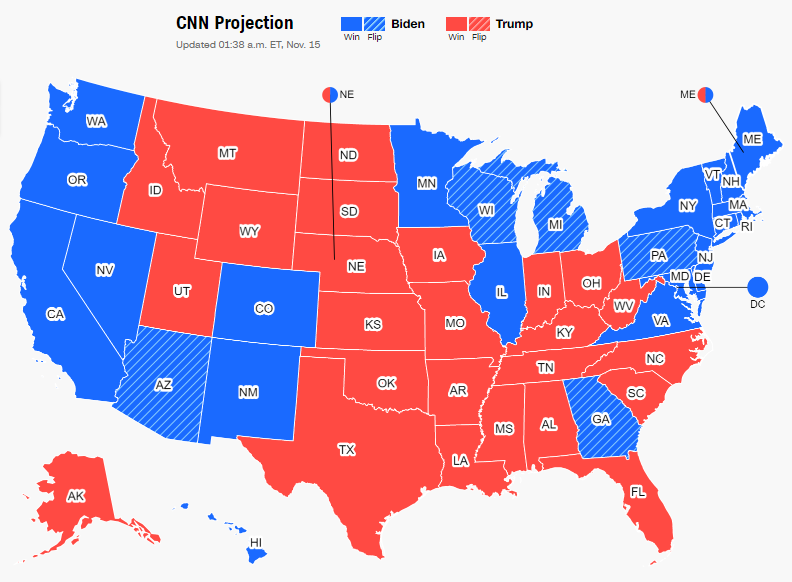 CNN Projection
Updated 01:38 a.m. ET, Nov. 15
Biden
Win Flip
Trump
Win Flip
NE
ME
WA
MT
ND
MN
ME
OR
ID
SD
WI
MI
VT
NH
NY
MA
CT
RI
WY
NV
UT
NE
IA
PA
NJ
MD
DE
DC
CA
CO
KS
MO
IL
IN
OH
WV
VA
KY
AZ
NM
OK
AR
TN
NC
SC
TX
LA
MS
AL
GA
FL
AK
HI